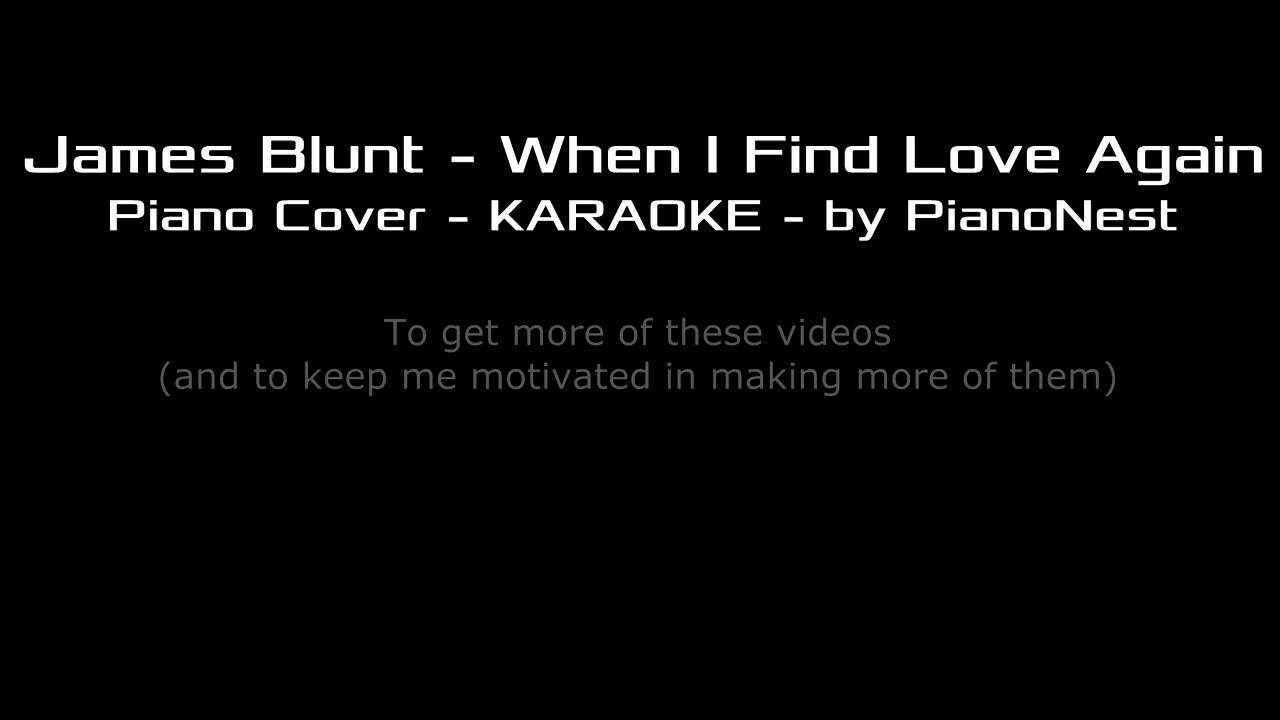 James Blunt - When I Find Love Again
Piano Cover - KARAOKE - by PianoNest
To get more of these videos
(and to keep me motivated in making more of them)